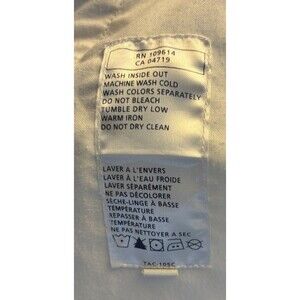 RN 109614
CA 04719
WASH INSIDE OUT
MACHINE WASH COLD
WASH COLORS SEPARATELY
DO NOT BLEACH
TUMBLE DRY LOW
WARM IRON
DO NOT DRY CLEAN
LAVER À L'ENVERS
LAVER À L'EAU FROIDE
LAVER SÉPARÉMENT
NE PAS DÉCOLORER
SÈCHE-LINGE À BASSE
TEMPÉRATURE
REPASSER À BASSE
TEMPÉRATURE
NE PAS NETTOYER A SEC
TAC-105C